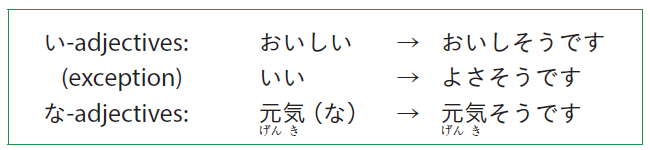 い-adjectives: おいしい → おいしそうです
(exception) いい → よさそうです
な-adjectives: 元気（な） → 元気そうです
げん き げん き